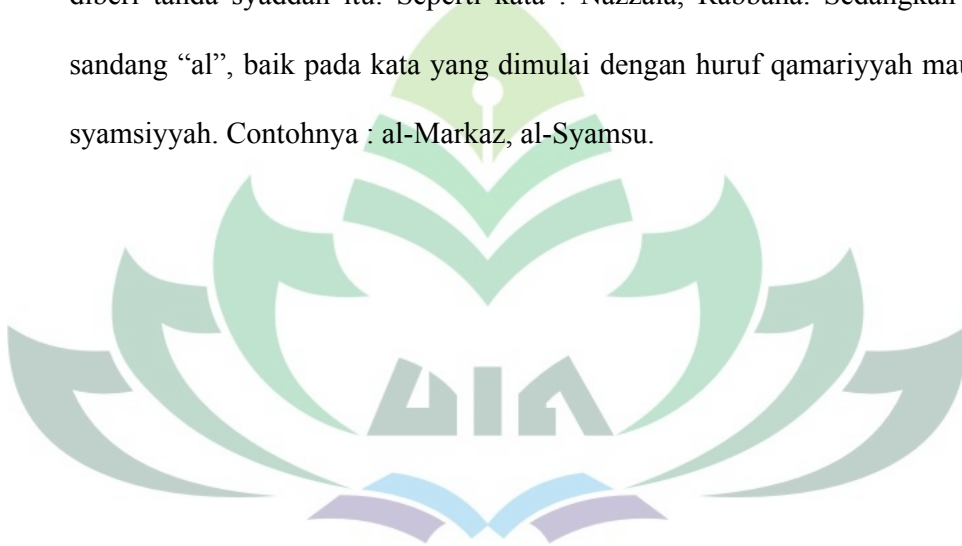 diberi tanda syaddah itu. Seperti kata : Nazzala, Rabbana. Sedangkan
sandang “al”, baik pada kata yang dimulai dengan huruf qamariyyah mau
syamsiyyah. Contohnya : al-Markaz, al-Syamsu.